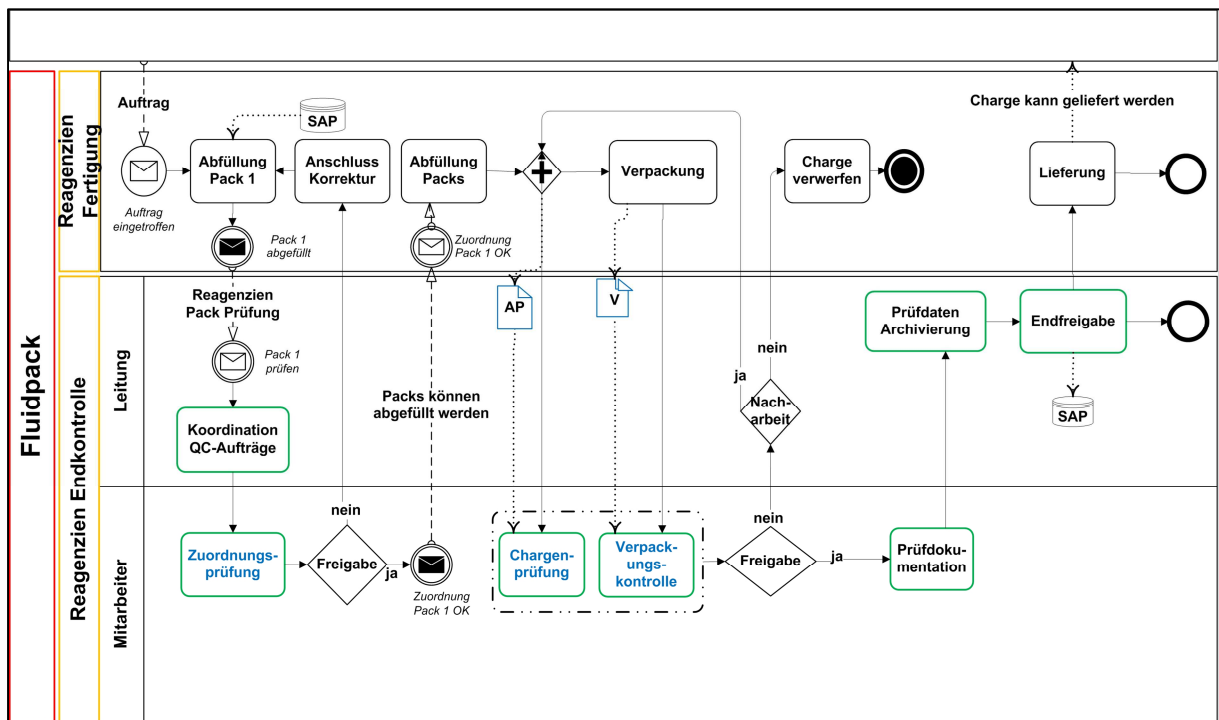 Fluidpack
Reagenzien
Fertigung
Auftrag
SAP
Charge kann geliefert werden
Abfüllung
Pack 1
Anschluss
Korrektur
Abfüllung
Packs
Verpackung
Charge
verwerfen
Lieferung
Auftrag
eingetroffen
Pack 1
abgefüllt
Zuordnung
Pack 1 OK
Reagenzien Endkontrolle
Leitung
Reagenzien
Pack Prüfung
AP
V
Prüfdaten
Archivierung
Endfreigabe
Pack 1
prüfen
nein
ja
Packs können
abgefüllt werden
Nach-
arbeit
SAP
Koordination
QC-Aufträge
Mitarbeiter
nein
nein
Zuordnungs-
prüfung
Freigabe
ja
Chargen-
prüfung
Verpack-
ungs-
kontrolle
Freigabe
ja
Prüfdoku-
mentation
Zuordnung
Pack 1 OK